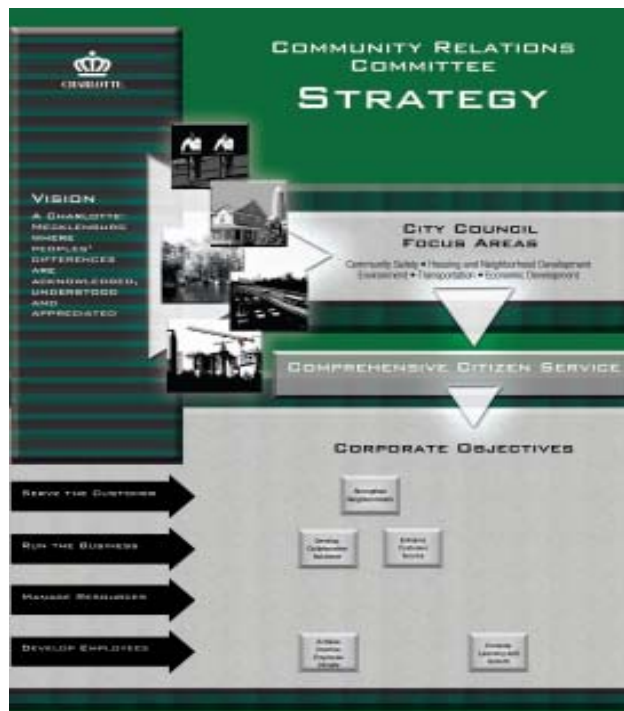 COMMUNITY RELATIONS
COMMITTEE
STRATEGY
CHARLOTTE
VISION
A CHARLOTTE-
MECKLENBURG
WHERE
PEOPLES'
DIFFERENCES
ARE
ACKNOWLEDGED,
UNDERSTOOD
AND
APPRECIATED
CITY COUNCIL
FOCUS AREAS
Community Safety • Housing and Neighborhood Development
Environment • Transportation • Economic Development
COMPREHENSIVE CITIZEN SERVICE
CORPORATE OBJECTIVES
SERVE THE CUSTOMER
Strengthen
Neighborhoods
RUN THE BUSINESS
Develop
Collaborative
Solutions
Enhance
Customer
Service
MANAGE RESOURCES
DEVELOP EMPLOYEES
Achieve
Positive
Employee
Climate
Promote
Learning and
Growth